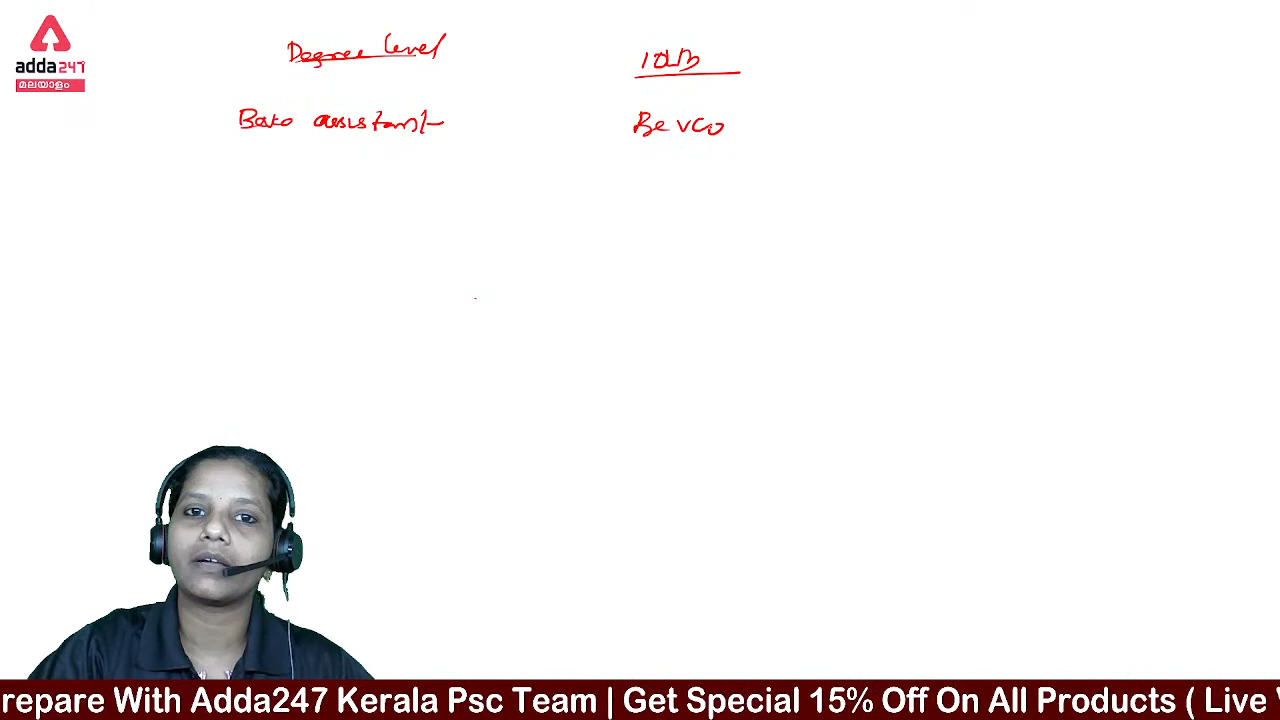 adda247
മലയാളം
Degree level
10th
assistant
Bevco
repare With Adda247 Kerala Psc Team | Get Special 15% Off On All Products ( Live